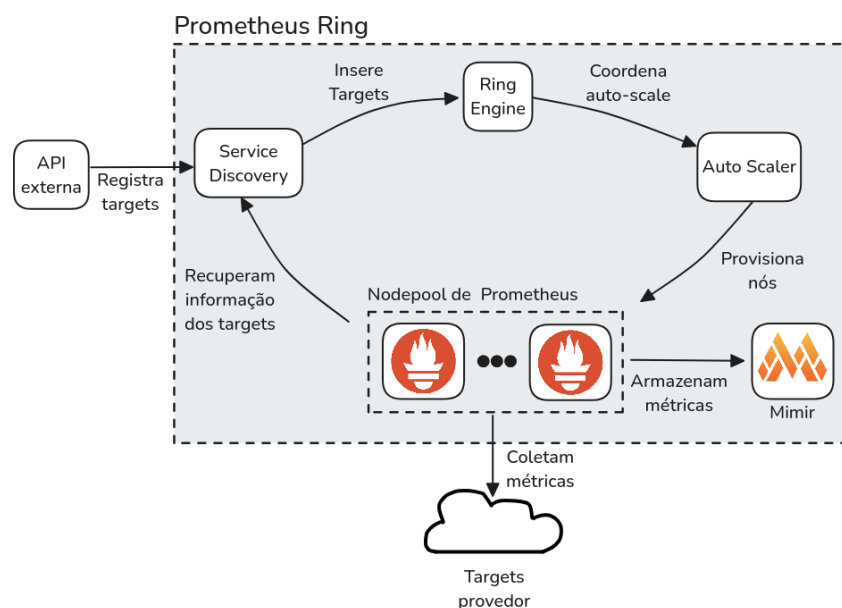 Prometheus Ring
Insere
Targets
Ring
Engine
Coordena
auto-scale
API
externa
Registra
targets
Service
Discovery
Auto Scaler
Recuperam
informação
dos targets
Provisiona
nós
Nodepool de Prometheus
Armazenam
métricas
Mimir
Coletam
métricas
Targets
provedor